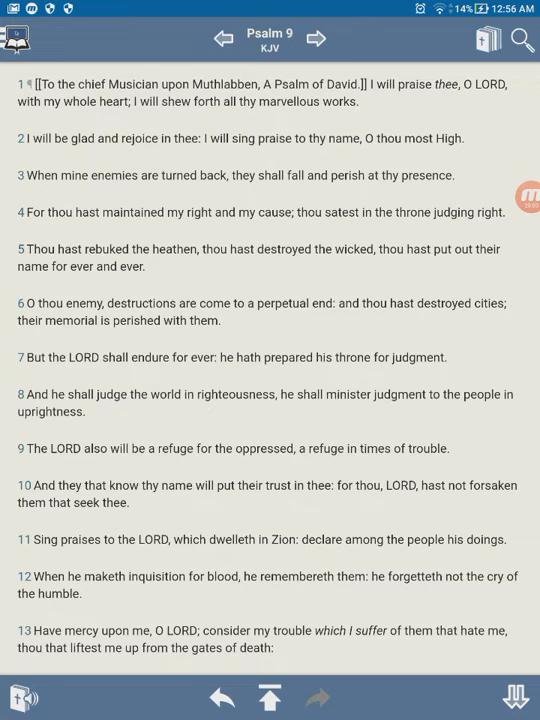 14% 12:56 AM
Psalm 9
KJV
1 ¶ [[To the chief Musician upon Muthlabben, A Psalm of David.]] I will praise thee, O LORD,
with my whole heart; I will shew forth all thy marvellous works.
2 I will be glad and rejoice in thee: I will sing praise to thy name, O thou most High.
3 When mine enemies are turned back, they shall fall and perish at thy presence.
4 For thou hast maintained my right and my cause; thou satest in the throne judging right.
5 Thou hast rebuked the heathen, thou hast destroyed the wicked, thou hast put out their
name for ever and ever.
6 O thou enemy, destructions are come to a perpetual end: and thou hast destroyed cities;
their memorial is perished with them.
7 But the LORD shall endure for ever: he hath prepared his throne for judgment.
8 And he shall judge the world in righteousness, he shall minister judgment to the people in
uprightness.
9 The LORD also will be a refuge for the oppressed, a refuge in times of trouble.
10 And they that know thy name will put their trust in thee: for thou, LORD, hast not forsaken
them that seek thee.
11 Sing praises to the LORD, which dwelleth in Zion: declare among the people his doings.
12 When he maketh inquisition for blood, he remembereth them: he forgetteth not the cry of
the humble.
13 Have mercy upon me, O LORD; consider my trouble which I suffer of them that hate me,
thou that liftest me up from the gates of death: